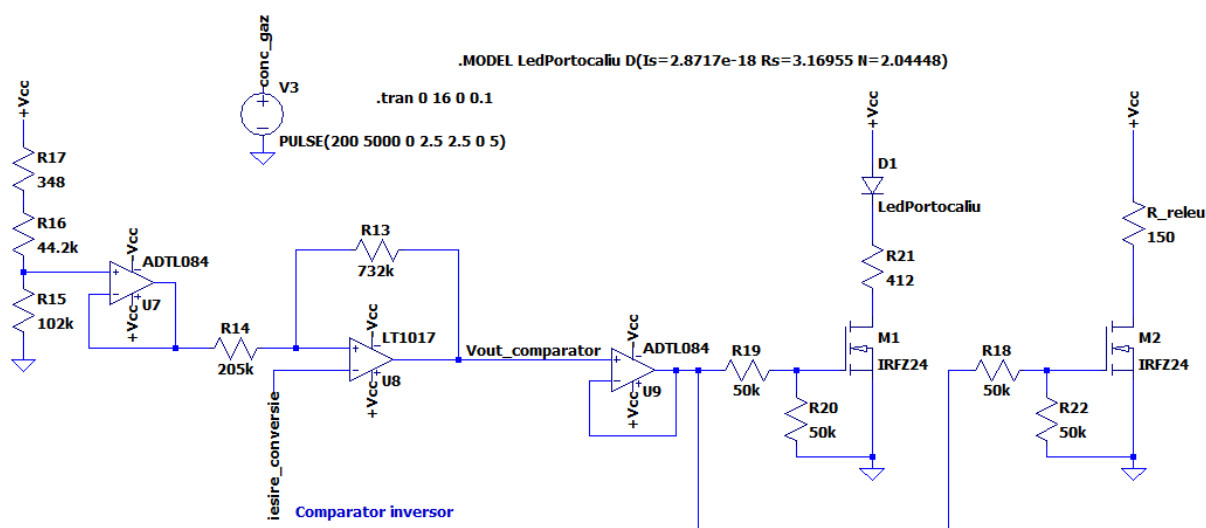 conc_gaz
V3
PULSE(200 5000 0 2.5 2.5 0 5)
.MODEL LedPortocaliu D(Is=2.8717e-18 Rs=3.16955 N=2.04448)
.tran 0 16 0 0.1
+Vcc
R17
348
R16
44.2k
R15
102k
-Vcc
ADTL084
U7
+Vcc
R14
205k
R13
732k
-Vcc
LT1017
U8
+Vcc
iesire_conversie
Comparator inversor
Vout_comparator
-Vcc
ADTL084
U9
+Vcc
R19
50k
R20
50k
+Vcc
D1
LedPortocaliu
R21
412
M1
IRFZ24
R18
50k
R22
50k
+Vcc
R_releu
150
M2
IRFZ24